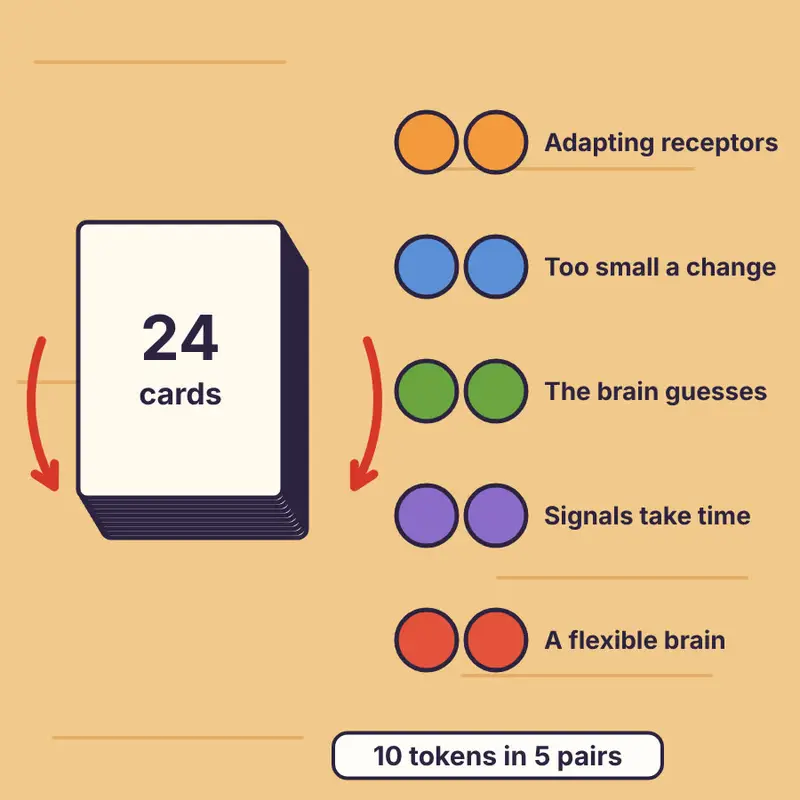 24
cards
Adapting receptors
Too small a change
The brain guesses
Signals take time
A flexible brain
10 tokens in 5 pairs